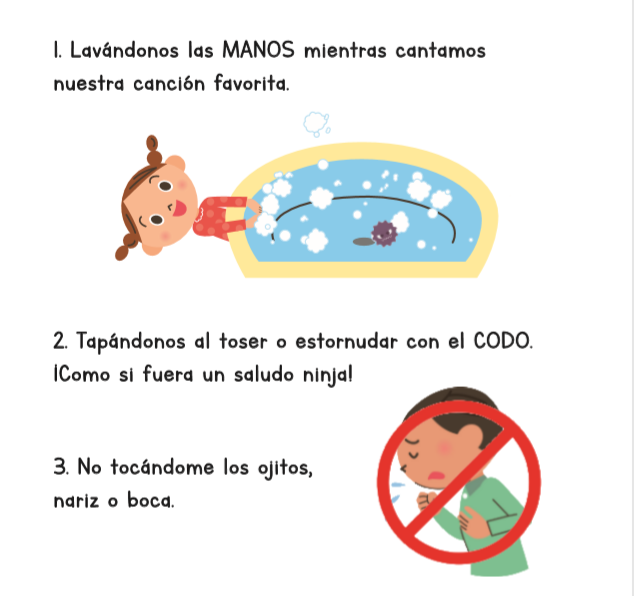 1. Lavándonos las MANOS mientras cantamos
nuestra canción favorita.
2. Tapándonos al toser o estornudar con el CODO.
¡Como si fuera un saludo ninja!
3. No tocándome los ojitos,
nariz o boca.